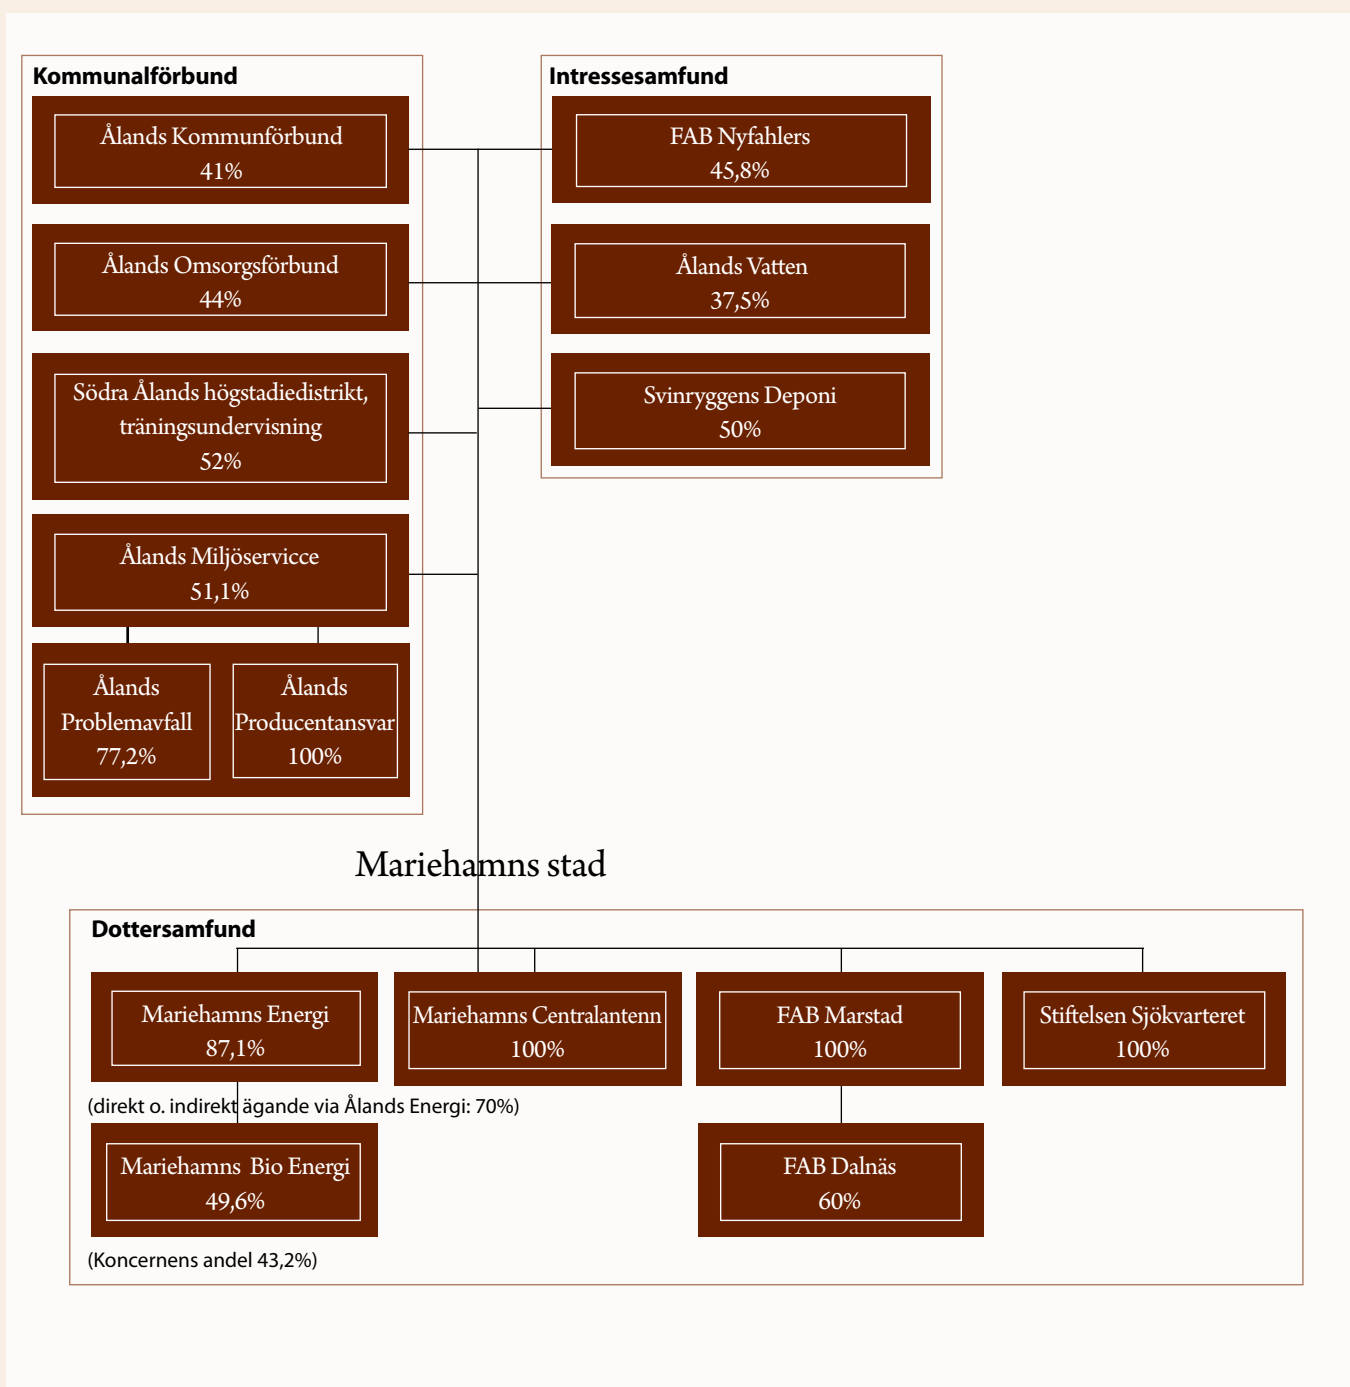 Kommunalförbund
Ålands Kommunförbund
41%
Ålands Omsorgsförbund
44%
Södra Ålands högstadiedistrikt,
träningsundervisning
52%
Ålands Miljöservicce
51,1%
Ålands
Problemavfall
77,2%
Ålands
Producentansvar
100%
Intressesamfund
FAB Nyfahlers
45,8%
Ålands Vatten
37,5%
Svinryggens Deponi
50%
Mariehamns stad
Dottersamfund
Mariehamns Energi
87,1%
(direkt o. indirekt ägande via Ålands Energi: 70%)
Mariehamns Bio Energi
49,6%
(Koncernens andel 43,2%)
Mariehamns Centralantenn
100%
FAB Marstad
100%
FAB Dalnäs
60%
Stiftelsen Sjökvarteret
100%